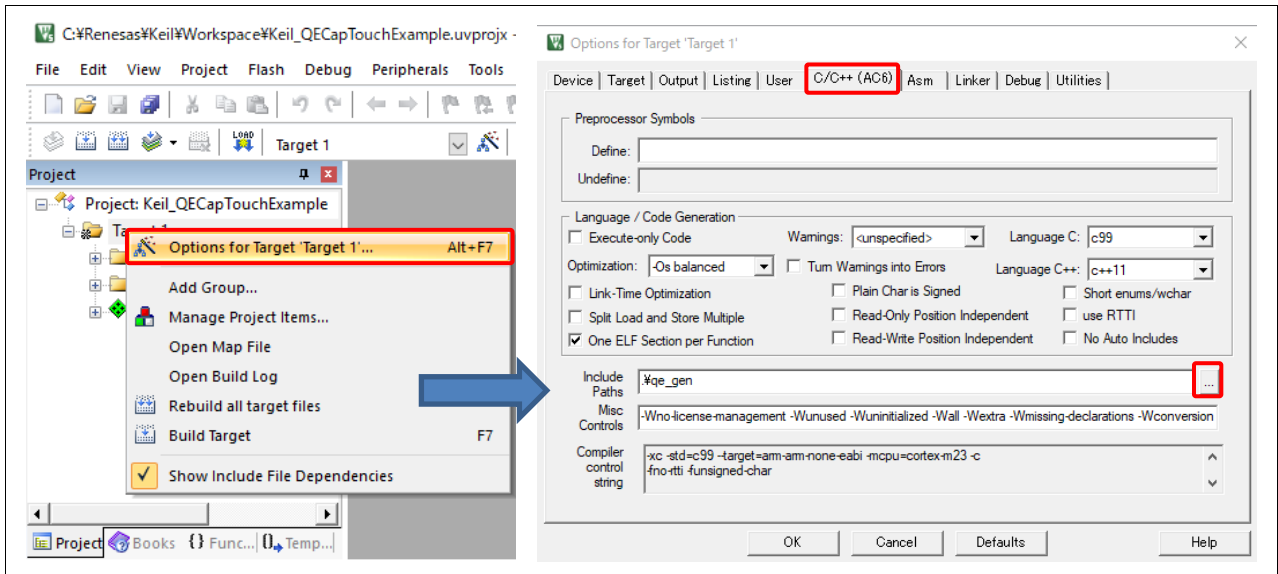 C:¥Renesas¥Keil¥Workspace¥Keil_QECapTouchExample.uvprojx -
File Edit View Project Flash Debug Peripherals Tools
LOAD
Target 1
Project
Project: Keil_QECapTouchExample
Options for Target 'Target 1'... Alt+F7
Add Group...
Manage Project Items...
Open Map File
Open Build Log
Rebuild all target files
Build Target F7
Show Include File Dependencies
Project Books {} Func... 0 Temp...
Options for Target 'Target 1'
Device Target Output Listing User C/C++ (AC6) Asm Linker Debug Utilities
Preprocessor Symbols
Define:
Undefine:
Language / Code Generation
Execute-only Code Warnings: <unspecified> Language C: c99
Optimization: -Os balanced Turn Warnings into Errors Language C++: c++11
Link-Time Optimization Plain Char is Signed Short enums/wchar
Split Load and Store Multiple Read-Only Position Independent use RTTI
One ELF Section per Function Read-Write Position Independent No Auto Includes
Include Paths .¥qe_gen ...
Misc Controls -Wno-license-management -Wunused -Wuninitialized -Wall -Wextra -Wmissing-declarations -Wconversion
Compiler control string -xc -std=c99 --target=arm-arm-none-eabi -mcpu=cortex-m23 -c
-fno-rtti -funsigned-char
OK Cancel Defaults Help